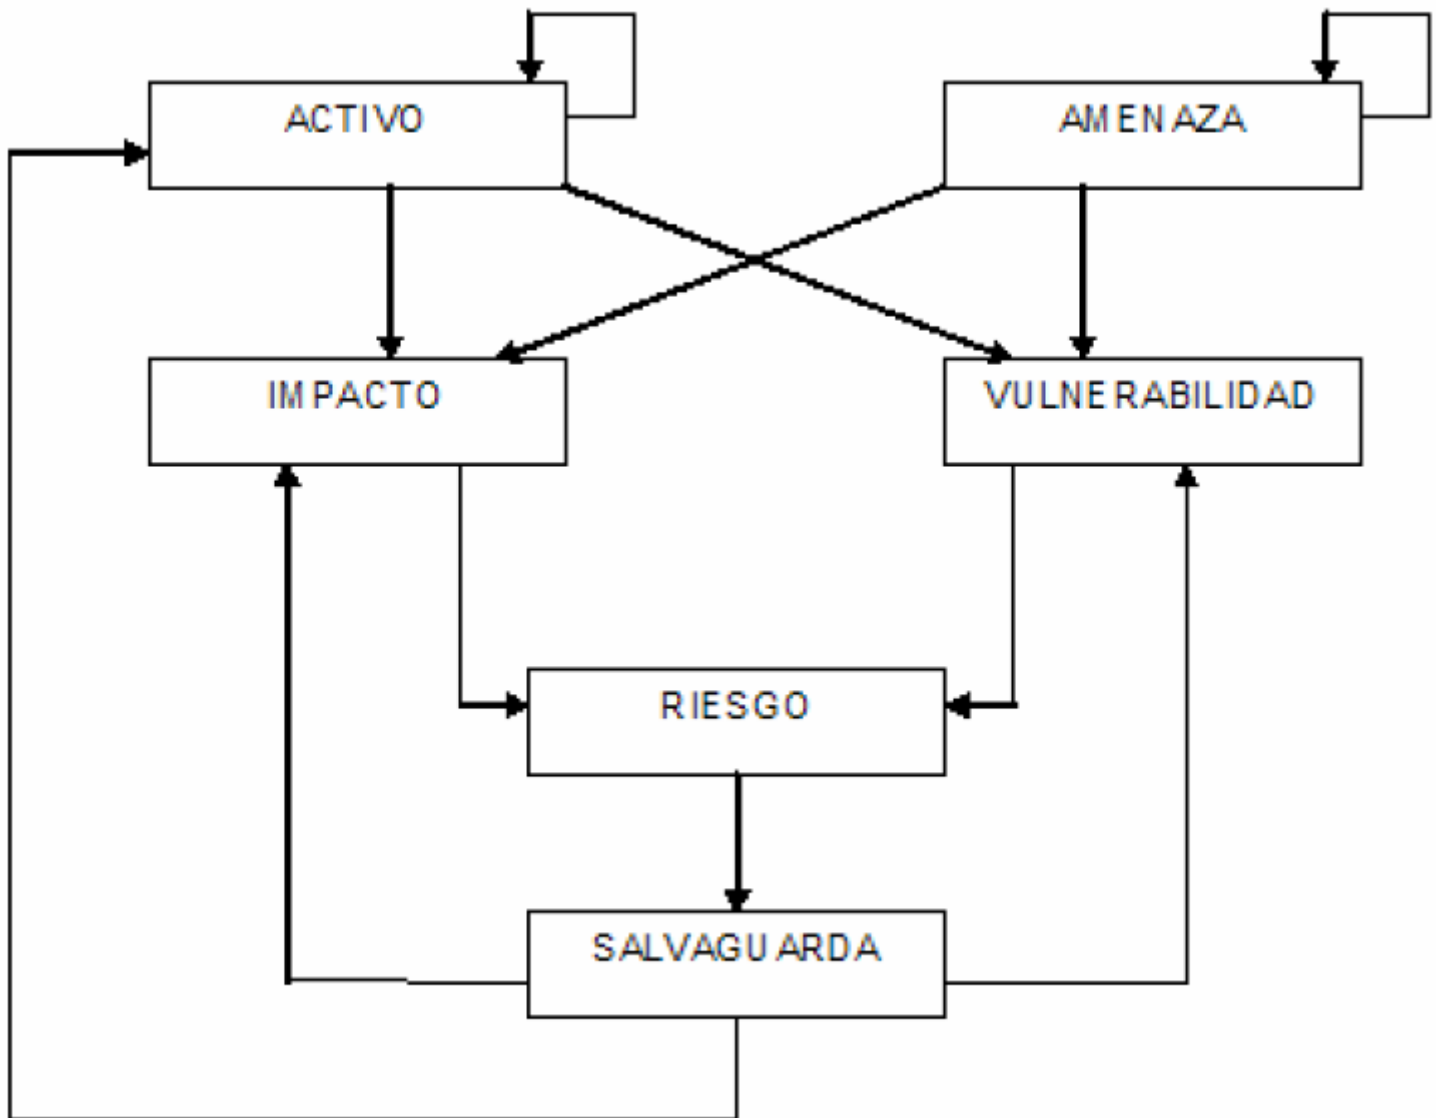 ACTIVO
AMENAZA
IMPACTO
VULNERABILIDAD
RIESGO
SALVAGUARDA